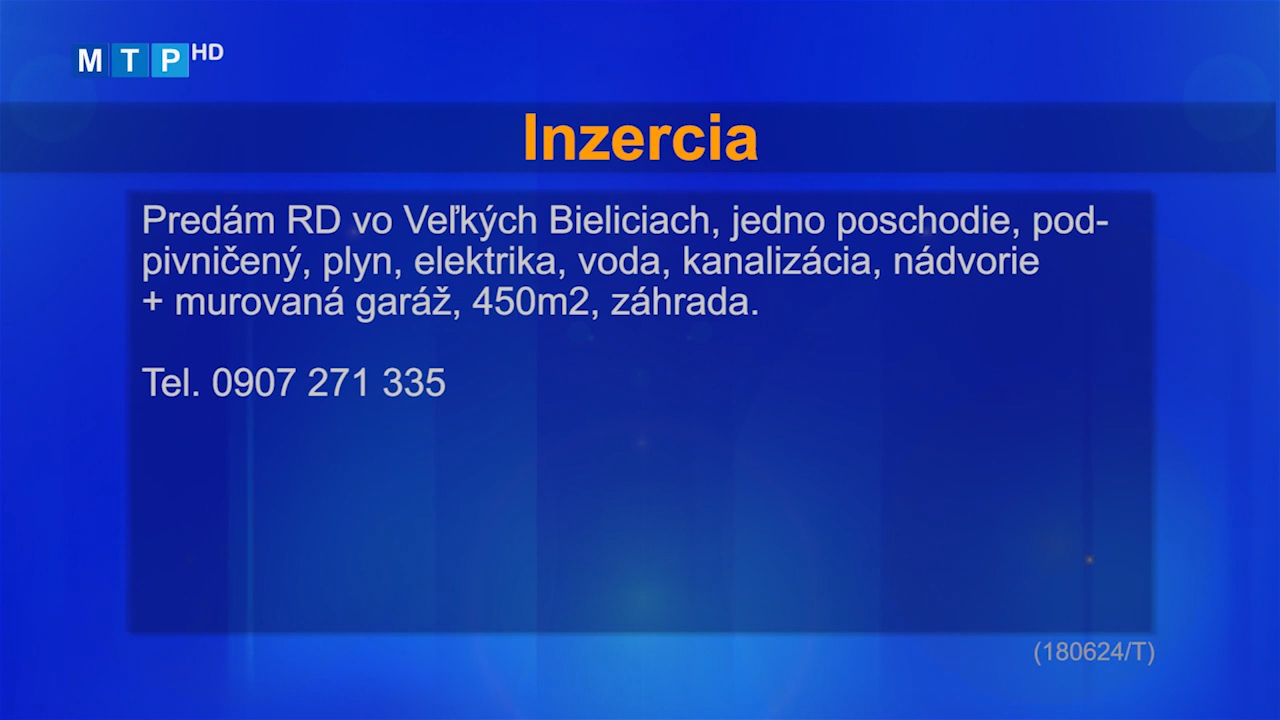 MTP HD
Inzercia
Predám RD vo Veľkých Bieliciach, jedno poschodie, pod-
pivničený, plyn, elektrika, voda, kanalizácia, nádvorie
+ murovaná garáž, 450m2, záhrada.
Tel. 0907 271 335
(180624/T)